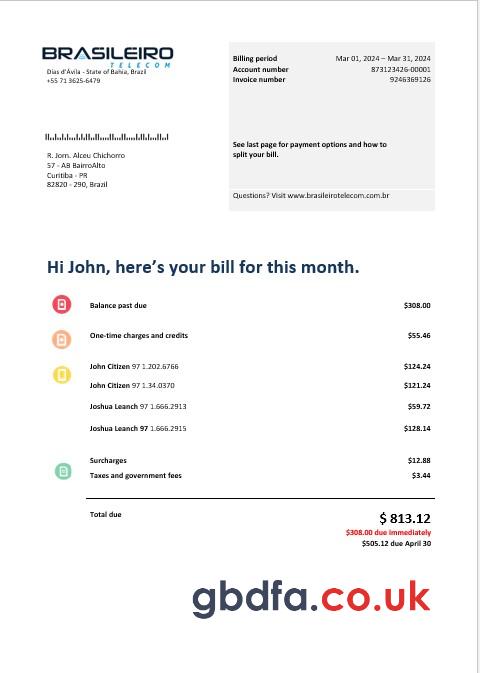 BRASILEIRO
TELECOM
Dias d'Ávila - State of Bahia, Brazil
+55 71 3625-6479
Billing period Mar 01, 2024 – Mar 31, 2024
Account number 873123426-00001
Invoice number 9246369126
See last page for payment options and how to
split your bill.
R. Jorn. Alceu Chichorro
57 - AB BairroAlto
Curitiba - PR
82820 - 290, Brazil
Questions? Visit www.brasileirotelecom.com.br
Hi John, here's your bill for this month.
Balance past due $308.00
One-time charges and credits $55.46
John Citizen 97 1.202.6766 $124.24
John Citizen 97 1.34.0370 $121.24
Joshua Leanch 97 1.666.2913 $59.72
Joshua Leanch 97 1.666.2915 $128.14
Surcharges $12.88
Taxes and government fees $3.44
Total due $ 813.12
$308.00 due immediately
$505.12 due April 30
gbdfa.co.uk